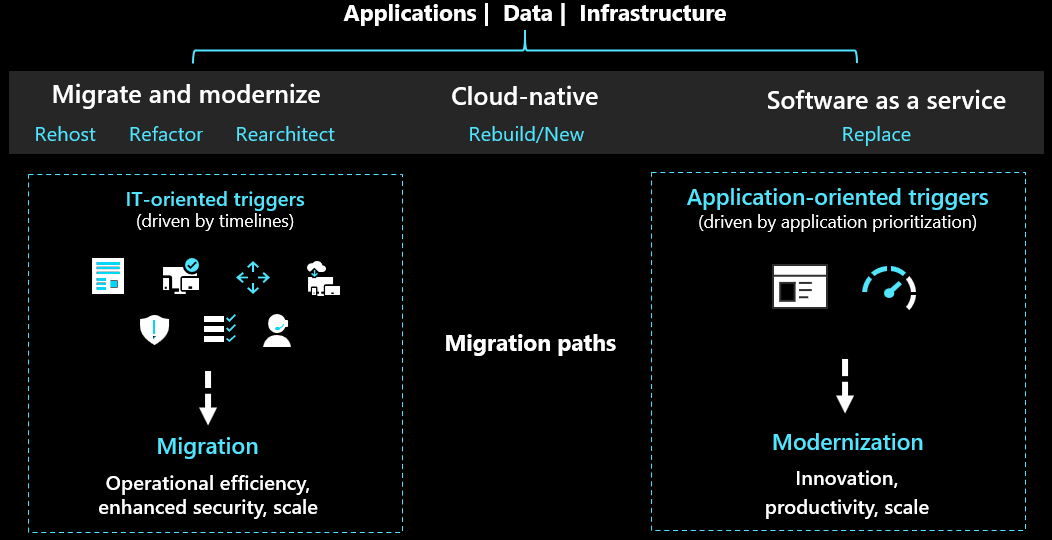 Applications | Data | Infrastructure
Migrate and modernize
Rehost Refactor Rearchitect
Cloud-native
Rebuild/New
Software as a service
Replace
IT-oriented triggers
(driven by timelines)
Migration
Operational efficiency,
enhanced security, scale
Migration paths
Application-oriented triggers
(driven by application prioritization)
Modernization
Innovation,
productivity, scale